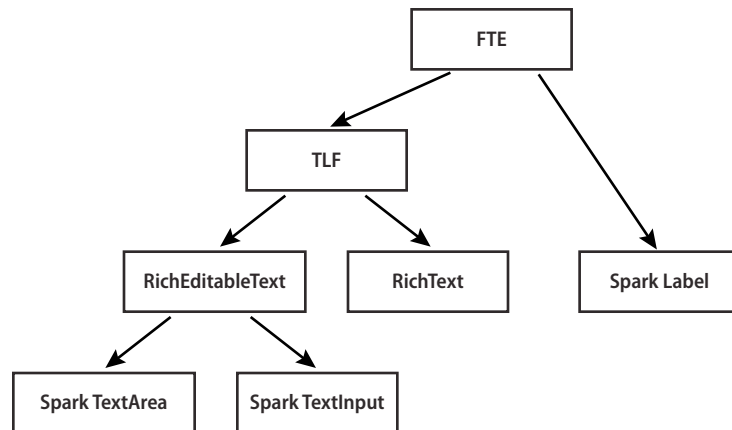 FTE
TLF
RichEditableText
RichText
Spark Label
Spark TextArea
Spark TextInput